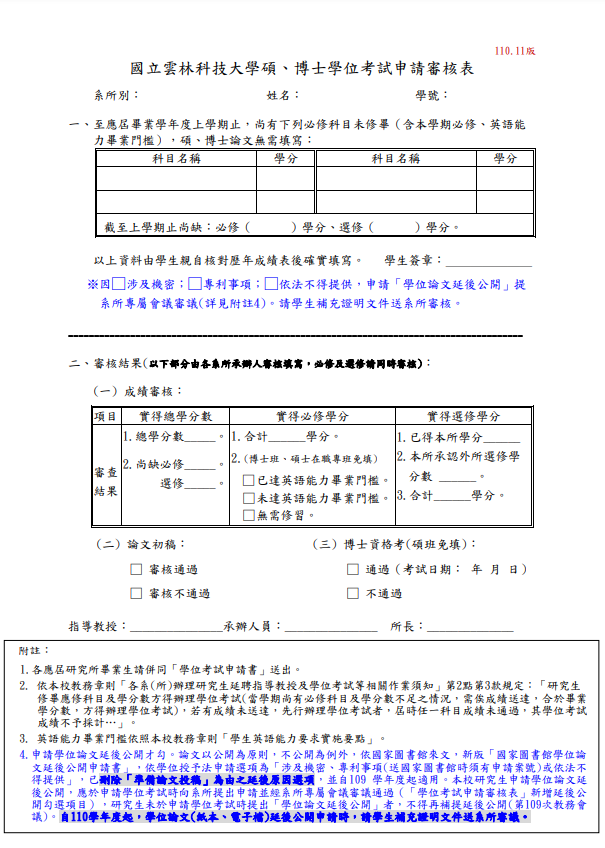 110.11版
國立雲林科技大學碩、博士學位考試申請審核表
系所別： 姓名： 學號：
一、至應屆畢業學年度上學期止，尚有下列必修科目未修畢（含本學期必修、英語能
力畢業門檻），碩、博士論文無需填寫：
科目名稱 學分 科目名稱 學分
截至上學期止尚缺：必修（ ）學分、選修（ ）學分。
以上資料由學生親自核對歷年成績表後確實填寫。 學生簽章：______________
※因□涉及機密；□專利事項；□依法不得提供，申請「學位論文延後公開」提
系所專屬會議審議(詳見附註4)。請學生補充證明文件送系所審核。
二、審核結果(以下部分由各系所承辦人審核填寫，必修及選修請同時審核)：
（一）成績審核：
項目 實得總學分數 實得必修學分 實得選修學分
審查結果
1.總學分數_____。
2.尚缺必修_____。
選修_____。
1.合計______學分。
2.(博士班、碩士在職專班免填)
□已達英語能力畢業門檻。
□未達英語能力畢業門檻。
□無需修習。
1.已得本所學分______
2.本所承認外所選修學
分數 ______。
3.合計______學分。
（二）論文初稿： （三）博士資格考(碩班免填)：
□ 審核通過 □ 通過（考試日期： 年 月 日）
□ 審核不通過 □ 不通過
指導教授：_______________承辦人員：_______________ 所長：______________
附註：
1.各應屆研究所畢業生請併同「學位考試申請書」送出。
2. 依本校教務章則「各系(所)辦理研究生延聘指導教授及學位考試等相關作業須知」第2點第3款規定：「研究生
修畢應修科目及學分數方得辦理學位考試(當學期尚有必修科目及學分數不足之情況，需俟成績送達，合於畢業
學分數，方得辦理學位考試)，若有成績未送達，先行辦理學位考試者，屆時任一科目成績未通過，其學位考試
成績不予採計…」。
3. 英語能力畢業門檻依照本校教務章則「學生英語能力要求實施要點」。
4.申請學位論文延後公開才勾。論文以公開為原則，不公開為例外，依國家圖書館來文，新版「國家圖書館學位論
文延後公開申請書」，依學位授予法申請選項為「涉及機密、專利事項(送國家圖書館時須有申請案號)或依法不
得提供」，已刪除「準備論文投稿」為由之延後原因選項，並自109 學年度起適用。本校研究生申請學位論文延
後公開，應於申請學位考試時向系所提出申請並經系所專屬會議審議通過（「學位考試申請審核表」新增延後公
開勾選項目），研究生未於申請學位考試時提出「學位論文延後公開」者，不得再補提延後公開(第109次教務會
議)。自110學年度起，學位論文(紙本、電子檔)延後公開申請時，請學生補充證明文件送系所審議。